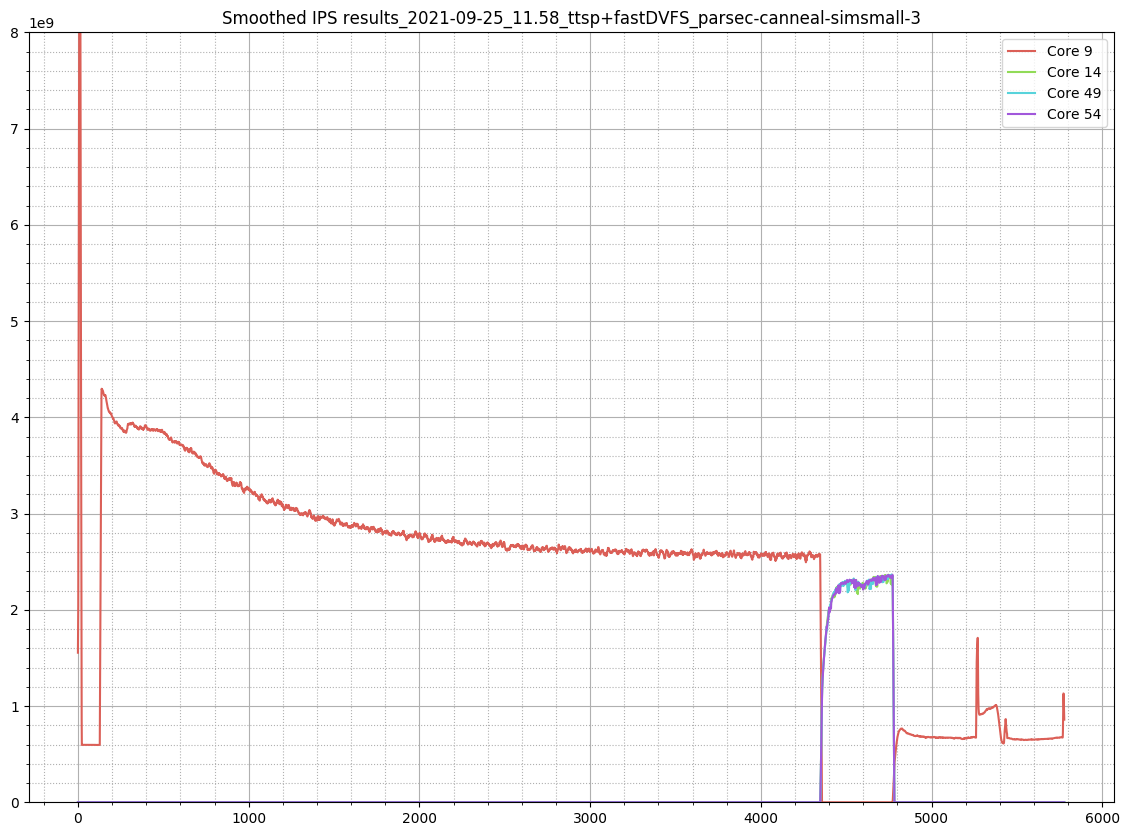 Smoothed IPS results_2021-09-25_11.58_ttsp+fastDVFS_parsec-canneal-simsmall-3
1e9
8
7
6
5
4
3
2
1
0
Core 9
Core 14
Core 49
Core 54
0 1000 2000 3000 4000 5000 6000